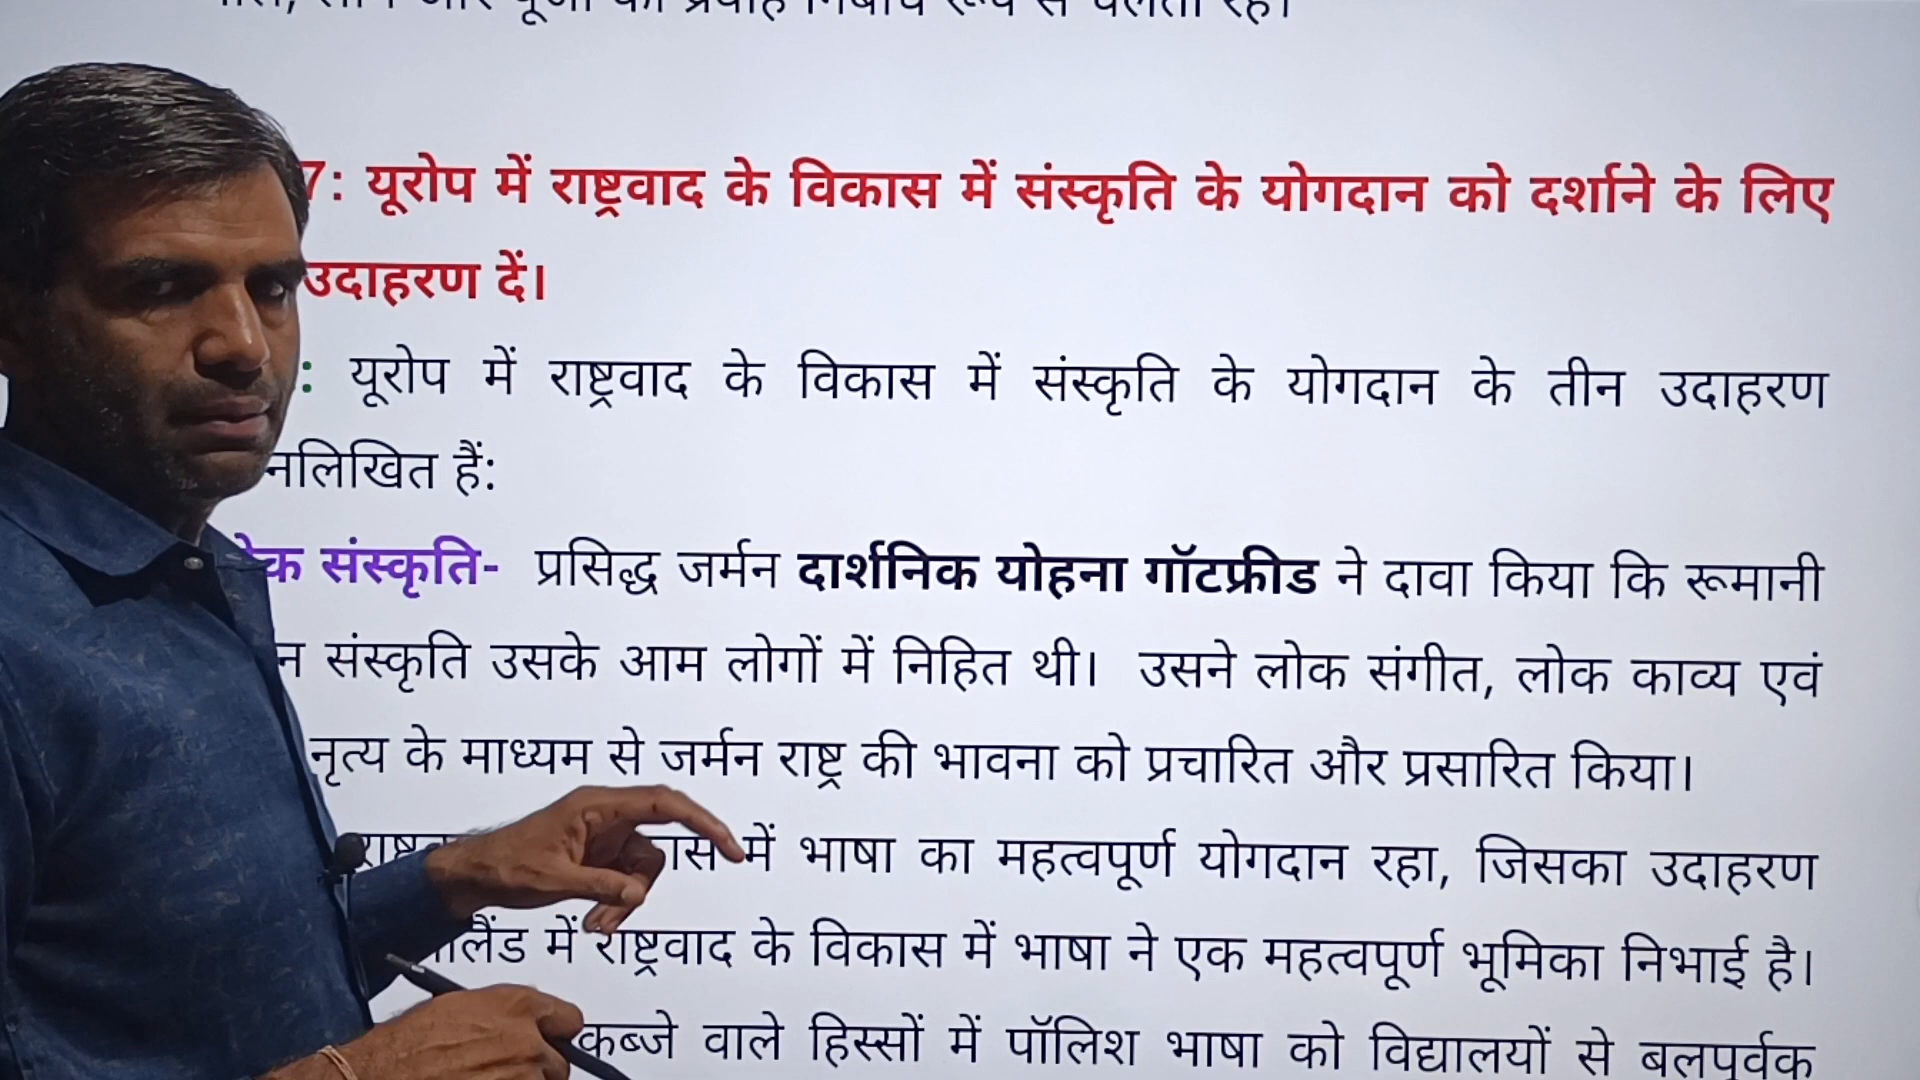 7: यूरोप में राष्ट्रवाद के विकास में संस्कृति के योगदान को दर्शाने के लिए
उदाहरण दें।
: यूरोप में राष्ट्रवाद के विकास में संस्कृति के योगदान के तीन उदाहरण
नलिखित हैं:
संस्कृति- प्रसिद्ध जर्मन दार्शनिक योहना गॉटफ्रीड ने दावा किया कि रूमानी
संस्कृति उसके आम लोगों में निहित थी। उसने लोक संगीत, लोक काव्य एवं
नृत्य के माध्यम से जर्मन राष्ट्र की भावना को प्रचारित और प्रसारित किया।
में भाषा का महत्वपूर्ण योगदान रहा, जिसका उदाहरण
में राष्ट्रवाद के विकास में भाषा ने एक महत्वपूर्ण भूमिका निभाई है।
कब्जे वाले हिस्सों में पॉलिश भाषा को विद्यालयों से बलपूर्वक